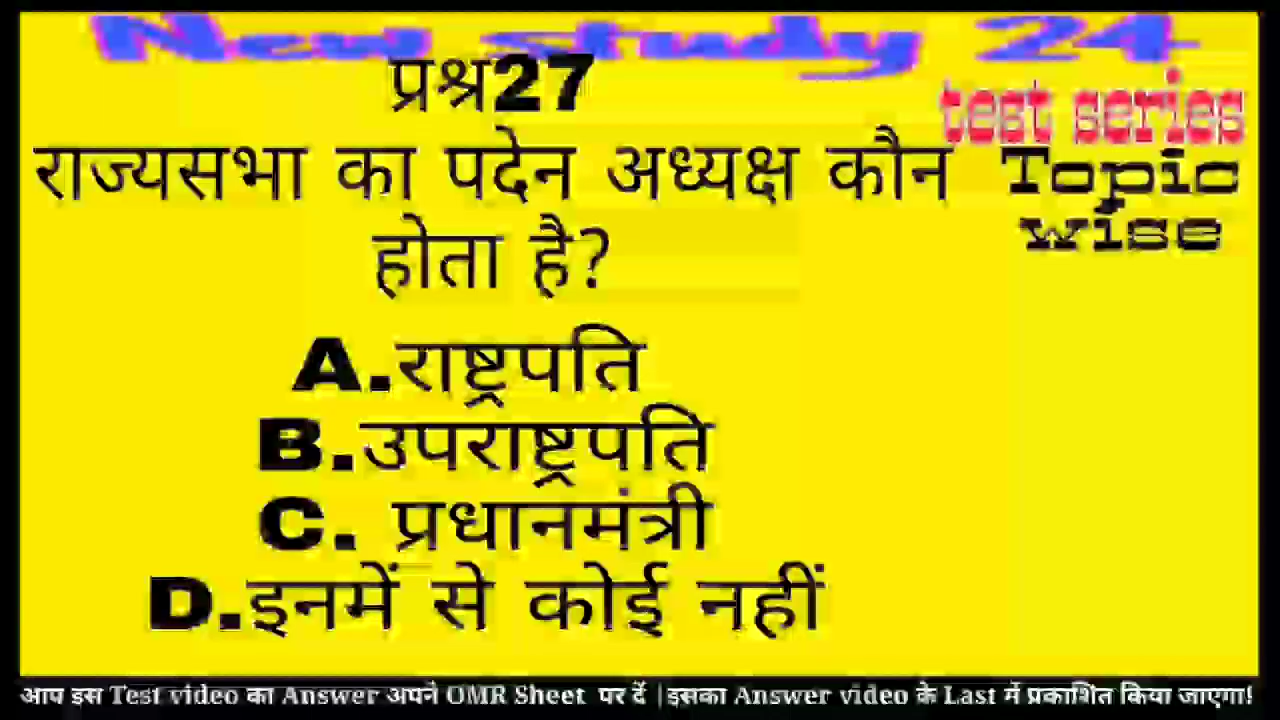 New study 24
प्रश्न27
test series
राज्यसभा का पदेन अध्यक्ष कौन
Topic
wise
होता है?
A.राष्ट्रपति
B.उपराष्ट्रपति
C. प्रधानमंत्री
D.इनमें से कोई नहीं
आप इस Test video का Answer अपने OMR Sheet पर दें |इसका Answer video के Last में प्रकाशित किया जाएगा!